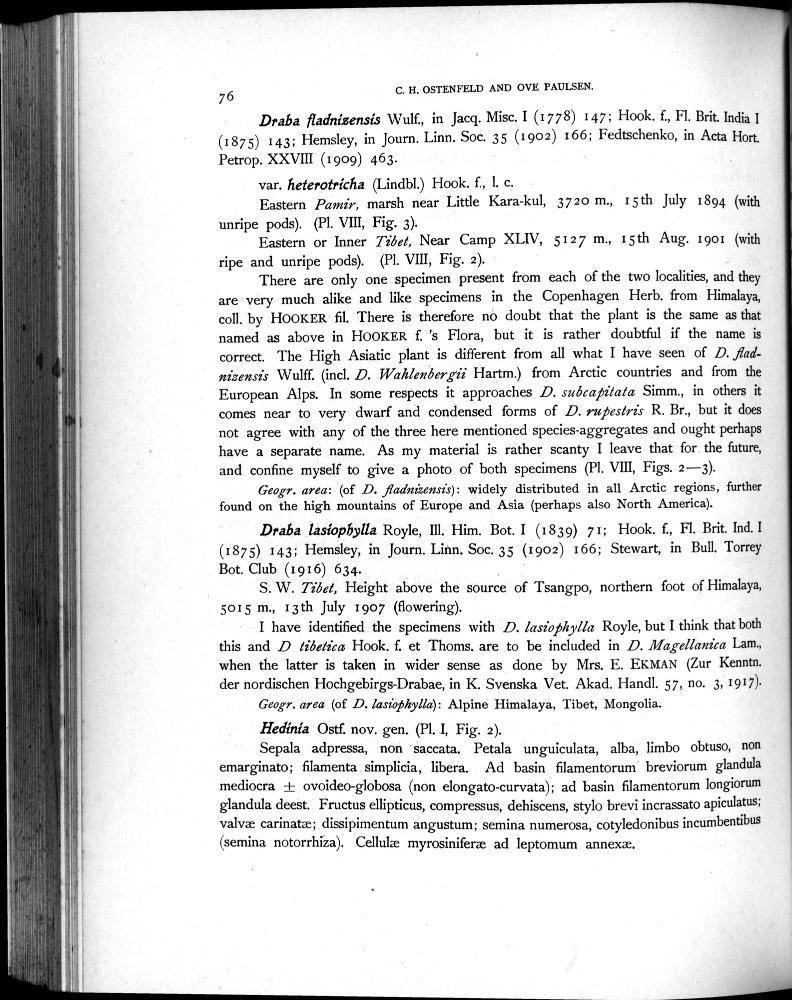 76
C. H. OSTENFELD AND OVE PAULSEN.
Draba fladnizensis Wulf., in Jacq. Misc. I (1778) 147; Hook. f., Fl. Brit. India I
(1875) 143; Hemsley, in Journ. Linn. Soc. 35 (1902) 166; Fedtschenko, in Acta Hort.
Petrop. XXVIII (1909) 463.
var. heterotricha (Lindbl.) Hook. f., l. c.
Eastern Pamir, marsh near Little Kara-kul, 3720 m., 15th July 1894 (with
unripe pods). (Pl. VIII, Fig. 3).
Eastern or Inner Tibet, Near Camp XLIV, 5127 m., 15th Aug. 1901 (with
ripe and unripe pods). (Pl. VIII, Fig. 2).
There are only one specimen present from each of the two localities, and they
are very much alike and like specimens in the Copenhagen Herb. from Himalaya,
coll. by HOOKER fil. There is therefore no doubt that the plant is the same as that
named as above in HOOKER f. 's Flora, but it is rather doubtful if the name is
correct. The High Asiatic plant is different from all what I have seen of D. flad-
nizensis Wulff. (incl. D. Wahlenbergii Hartm.) from Arctic countries and from the
European Alps. In some respects it approaches D. subcapitata Simm., in others it
comes near to very dwarf and condensed forms of D. rupestris R. Br., but it does
not agree with any of the three here mentioned species-aggregates and ought perhaps
have a separate name. As my material is rather scanty I leave that for the future,
and confine myself to give a photo of both specimens (Pl. VIII, Figs. 2—3).
Geogr. area: (of D. fladnizensis): widely distributed in all Arctic regions, further
found on the high mountains of Europe and Asia (perhaps also North America).
Draba lasiophylla Royle, Ill. Him. Bot. I (1839) 71; Hook. f., Fl. Brit. Ind. I
(1875) 143; Hemsley, in Journ. Linn. Soc. 35 (1902) 166; Stewart, in Bull. Torrey
Bot. Club (1916) 634.
S. W. Tibet, Height above the source of Tsangpo, northern foot of Himalaya,
5015 m., 13th July 1907 (flowering).
I have identified the specimens with D. lasiophylla Royle, but I think that both
this and D tibetica Hook. f. et Thoms. are to be included in D. Magellanica Lam.,
when the latter is taken in wider sense as done by Mrs. E. EKMAN (Zur Kenntn.
der nordischen Hochgebirgs-Drabae, in K. Svenska Vet. Akad. Handl. 57, no. 3, 1917).
Geogr. area (of D. lasiophylla): Alpine Himalaya, Tibet, Mongolia.
Hedinia Ostf. nov. gen. (Pl. I, Fig. 2).
Sepala adpressa, non saccata. Petala unguiculata, alba, limbo obtuso, non
emarginato; filamenta simplicia, libera. Ad basin filamentorum breviorum glandula
mediocra ± ovoideo-globosa (non elongato-curvata); ad basin filamentorum longiorum
glandula deest. Fructus ellipticus, compressus, dehiscens, stylo brevi incrassato apiculatus;
valvæ carinatæ; dissipimentum angustum; semina numerosa, cotyledonibus incumbentibus
(semina notorrhiza). Cellulæ myrosiniferæ ad leptomum annexæ.